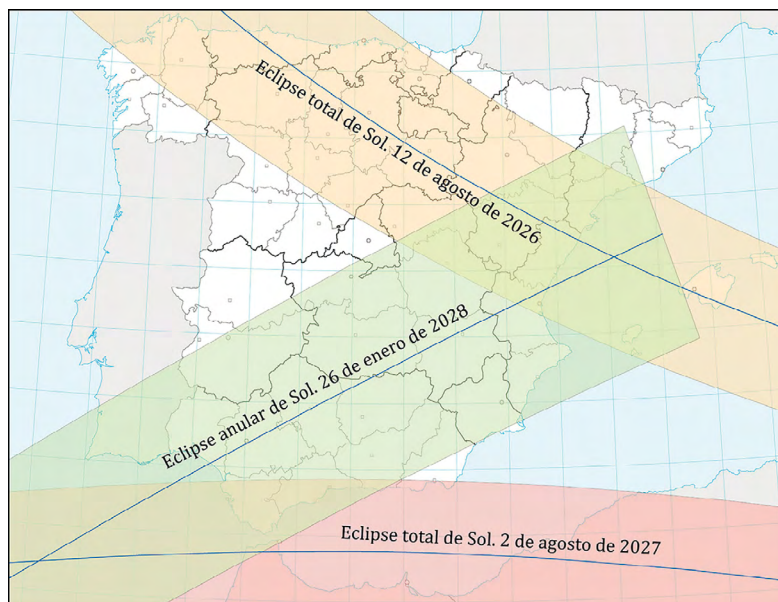 Eclipse total de Sol. 12 de agosto de 2026
Eclipse anular de Sol. 26 de enero de 2028
Eclipse total de Sol. 2 de agosto de 2027